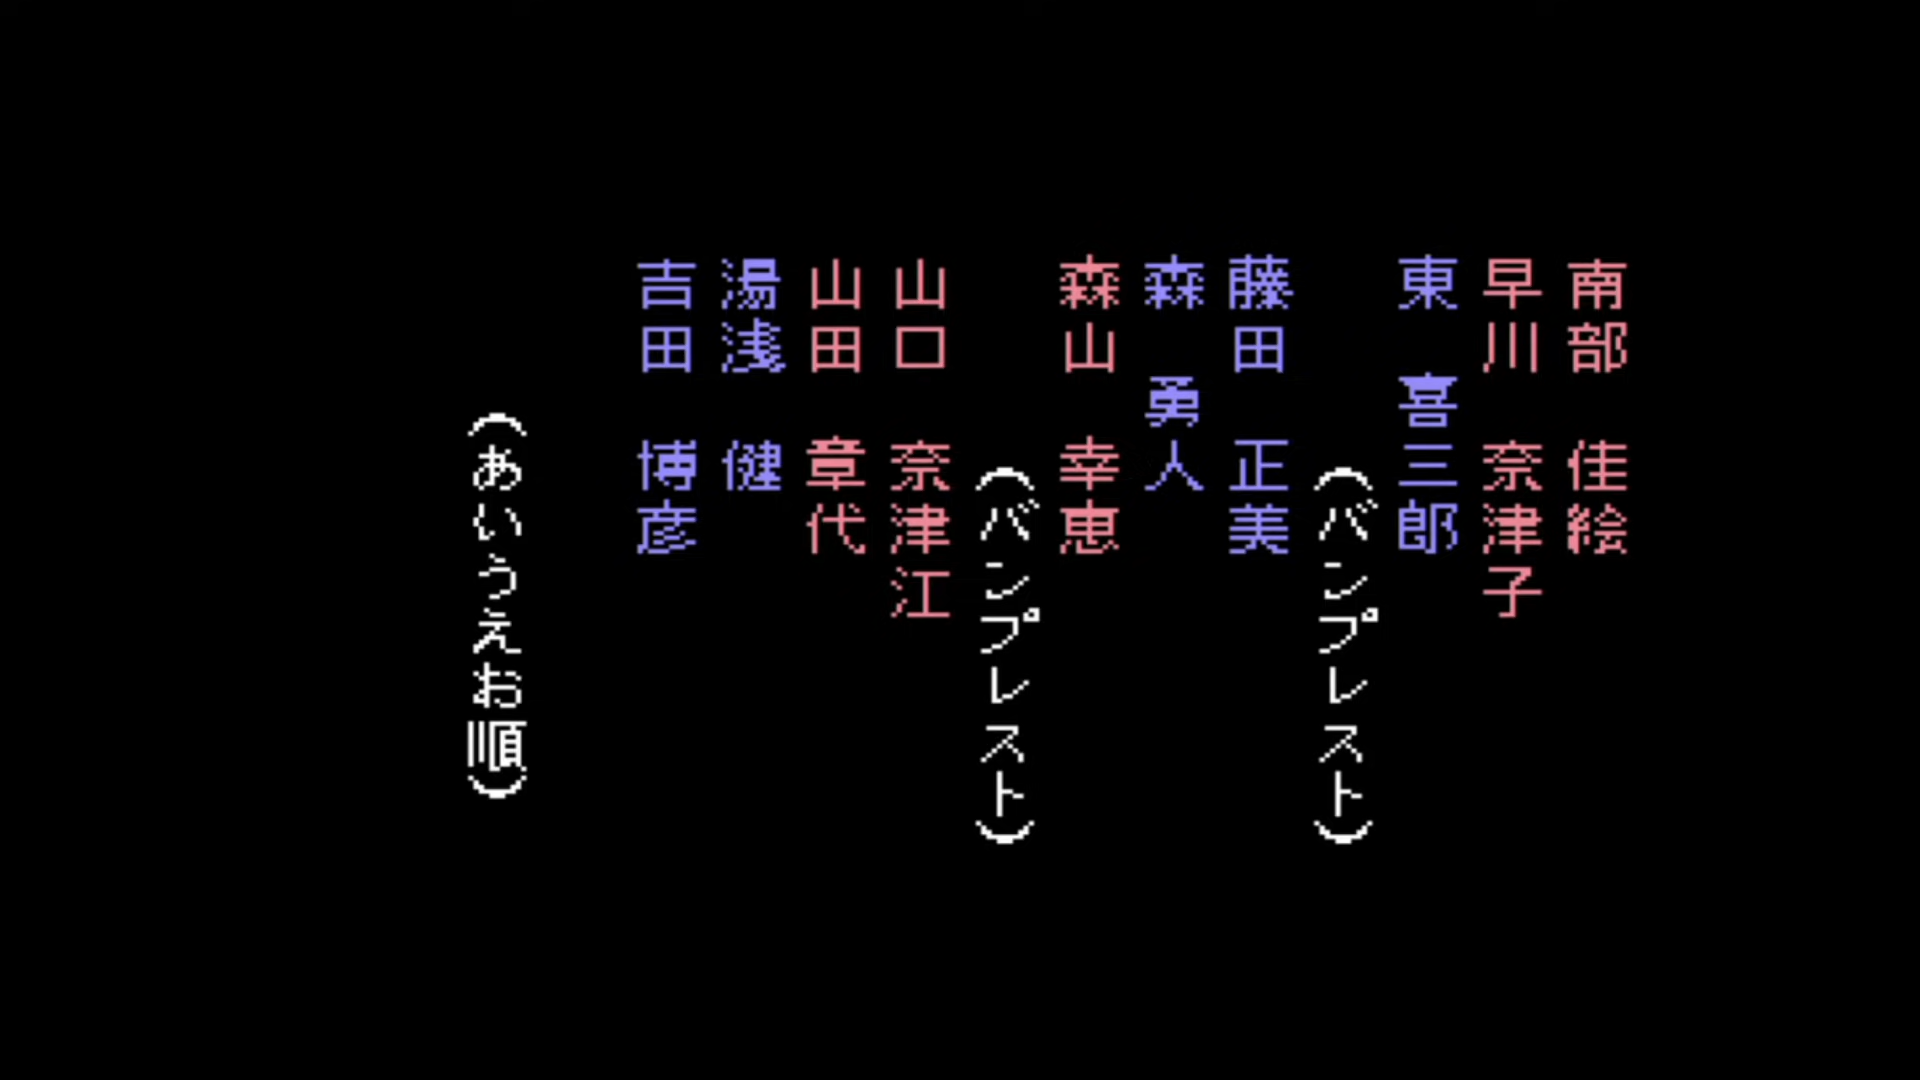 南部 佳絵
早川 奈津子
東 喜三郎
(バンプレスト)
藤田 正美
森 勇人
森山 幸恵
(バンプレスト)
山口 奈津江
山田 章代
湯浅 健
吉田 博彦
(あいうえお順)